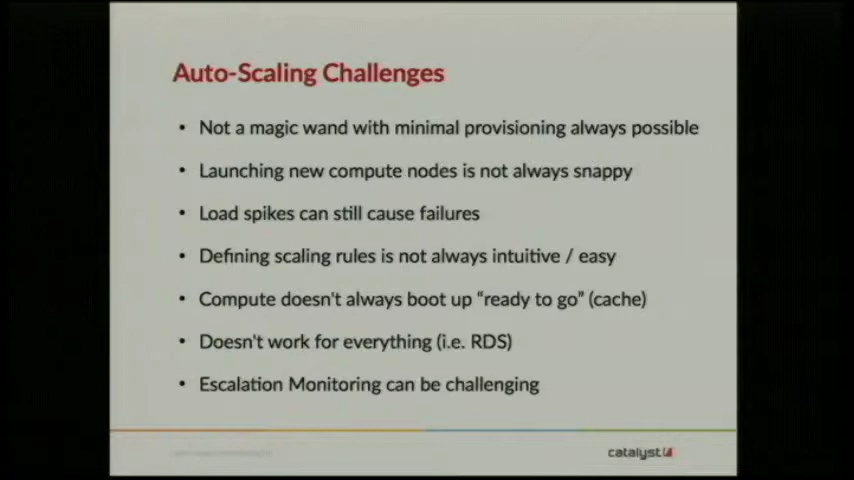 Auto-Scaling Challenges
• Not a magic wand with minimal provisioning always possible
• Launching new compute nodes is not always snappy
• Load spikes can still cause failures
• Defining scaling rules is not always intuitive / easy
• Compute doesn't always boot up “ready to go” (cache)
• Doesn't work for everything (i.e. RDS)
• Escalation Monitoring can be challenging
catalyst